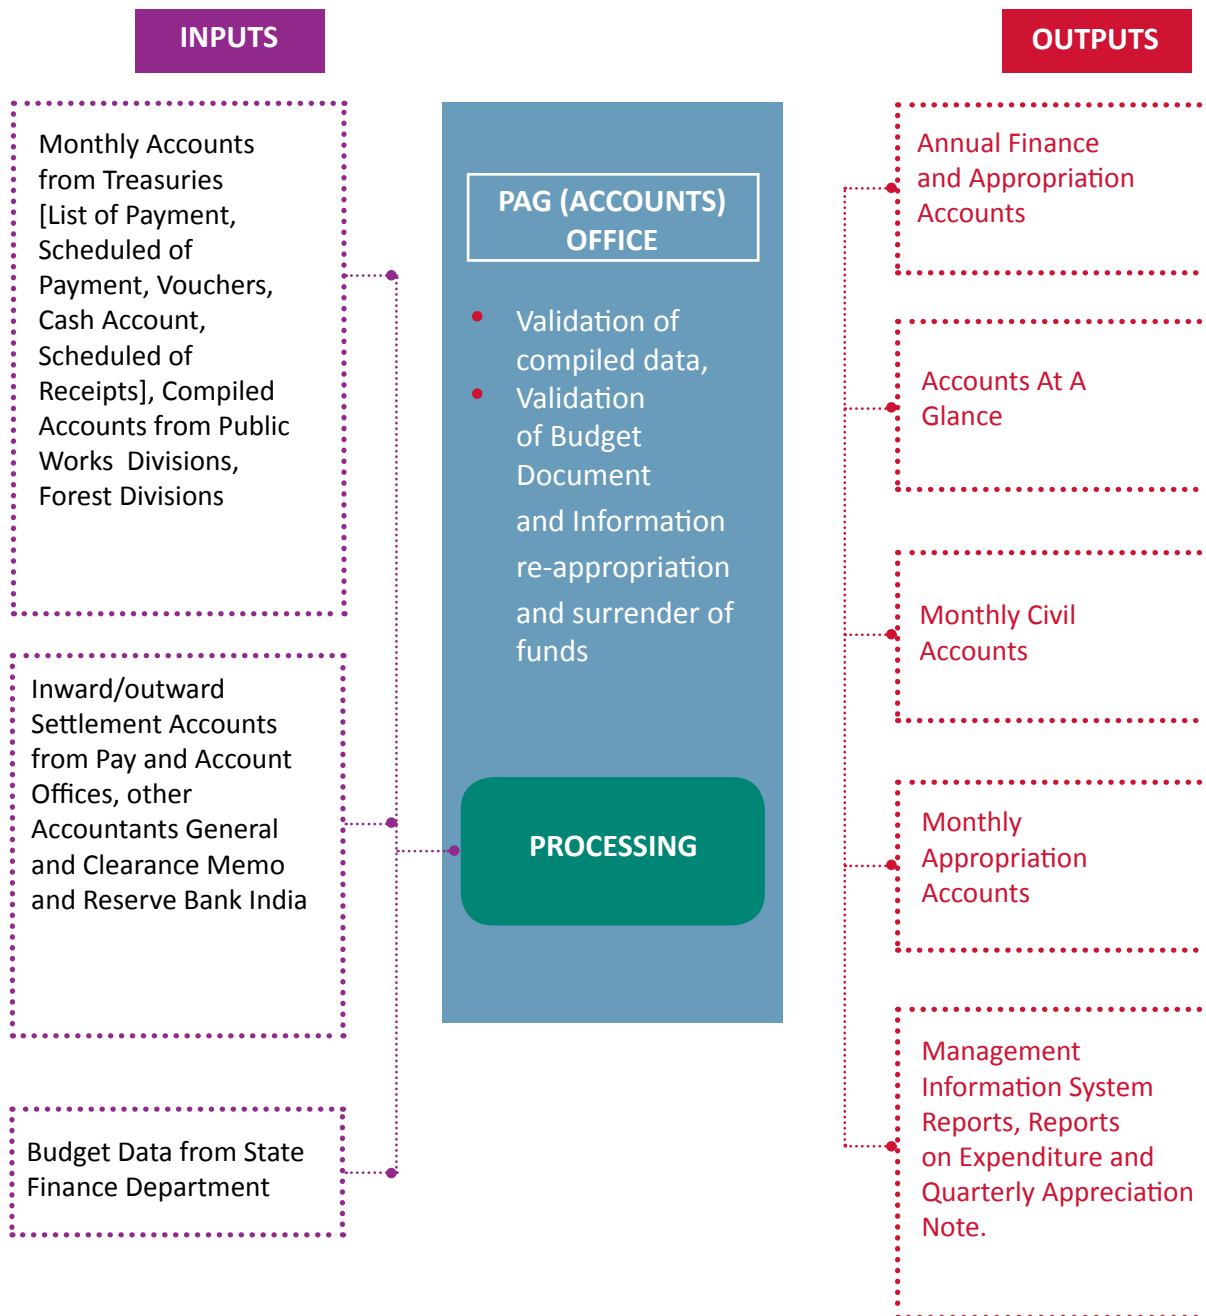 INPUTS
Monthly Accounts
from Treasuries
[List of Payment,
Scheduled of
Payment, Vouchers,
Cash Account,
Scheduled of
Receipts], Compiled
Accounts from Public
Works Divisions,
Forest Divisions
Inward/outward
Settlement Accounts
from Pay and Account
Offices, other
Accountants General
and Clearance Memo
and Reserve Bank India
Budget Data from State
Finance Department
PAG (ACCOUNTS)
OFFICE
• Validation of
compiled data,
• Validation
of Budget
Document
and Information
re-appropriation
and surrender of
funds
PROCESSING
OUTPUTS
Annual Finance
and Appropriation
Accounts
Accounts At A
Glance
Monthly Civil
Accounts
Monthly
Appropriation
Accounts
Management
Information System
Reports, Reports
on Expenditure and
Quarterly Appreciation
Note.